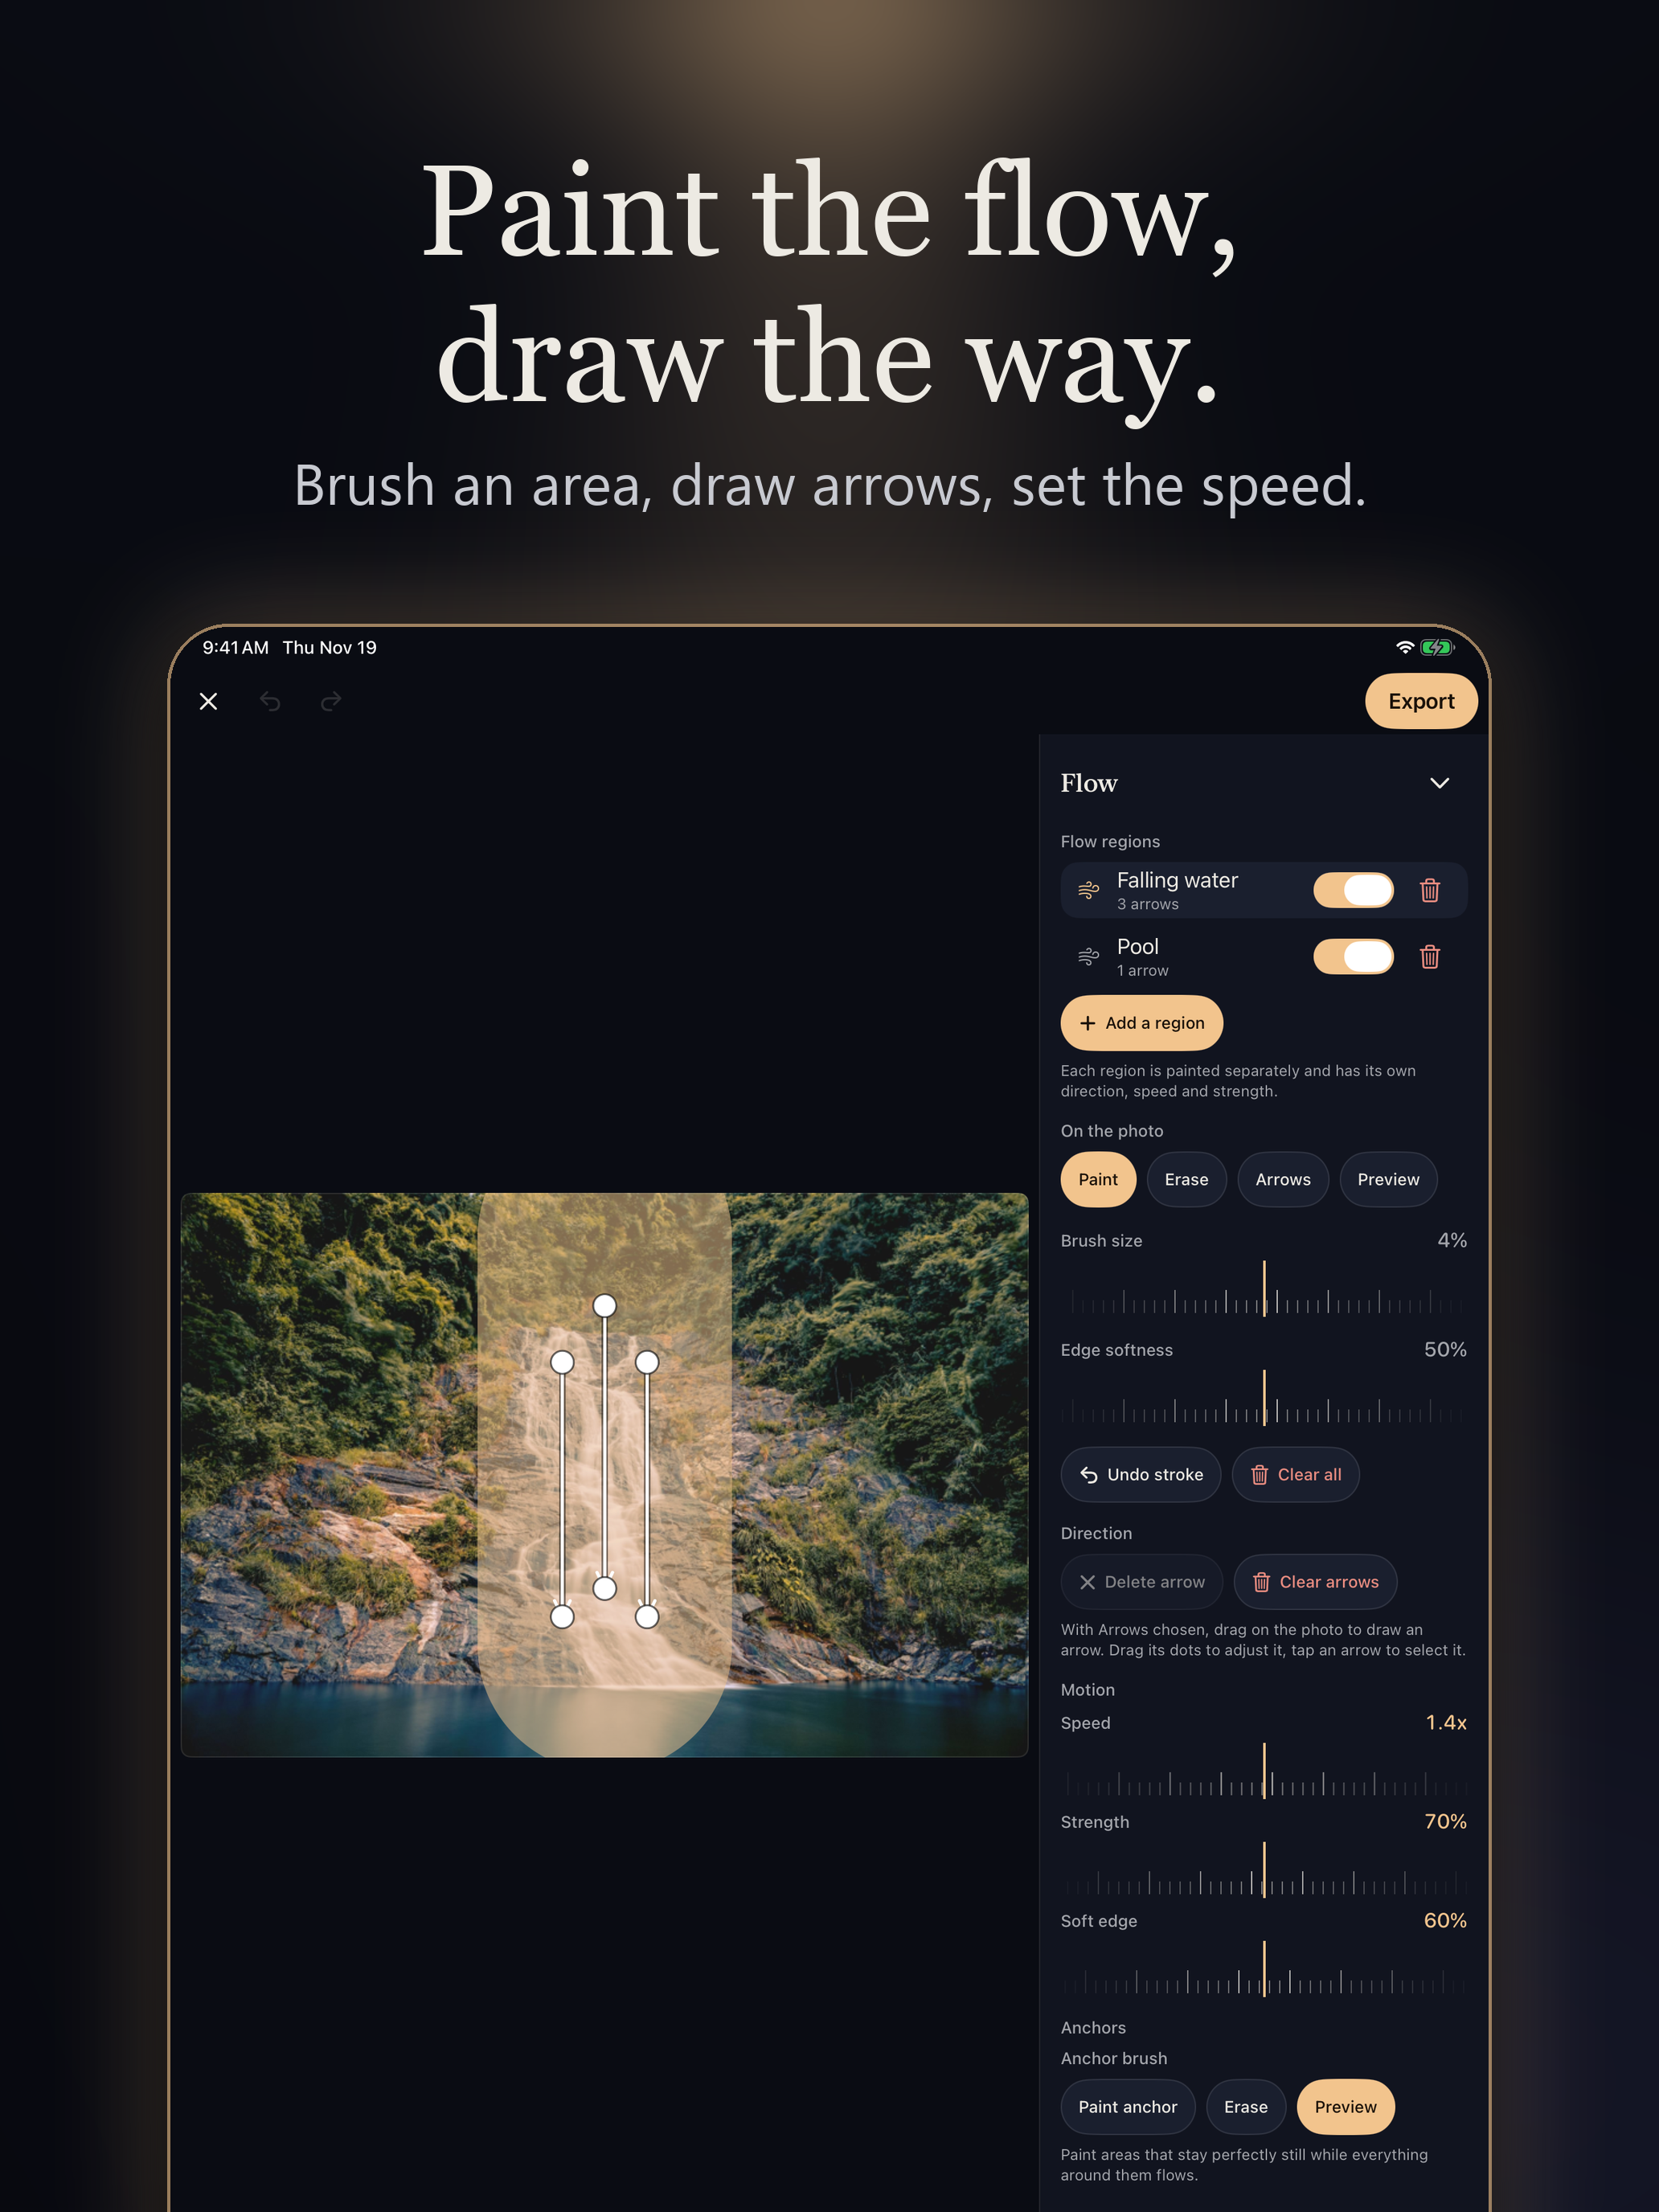 Paint the flow,
draw the way.
Brush an area, draw arrows, set the speed.
9:41 AM Thu Nov 19
Export
Flow
Flow regions
Falling water
3 arrows
Pool
1 arrow
Add a region
Each region is painted separately and has its own
direction, speed and strength.
On the photo
Paint Erase Arrows Preview
Brush size 4%
Edge softness 50%
Undo stroke Clear all
Direction
Delete arrow Clear arrows
With Arrows chosen, drag on the photo to draw an
arrow. Drag its dots to adjust it, tap an arrow to select it.
Motion
Speed 1.4x
Strength 70%
Soft edge 60%
Anchors
Anchor brush
Paint anchor Erase Preview
Paint areas that stay perfectly still while everything
around them flows.